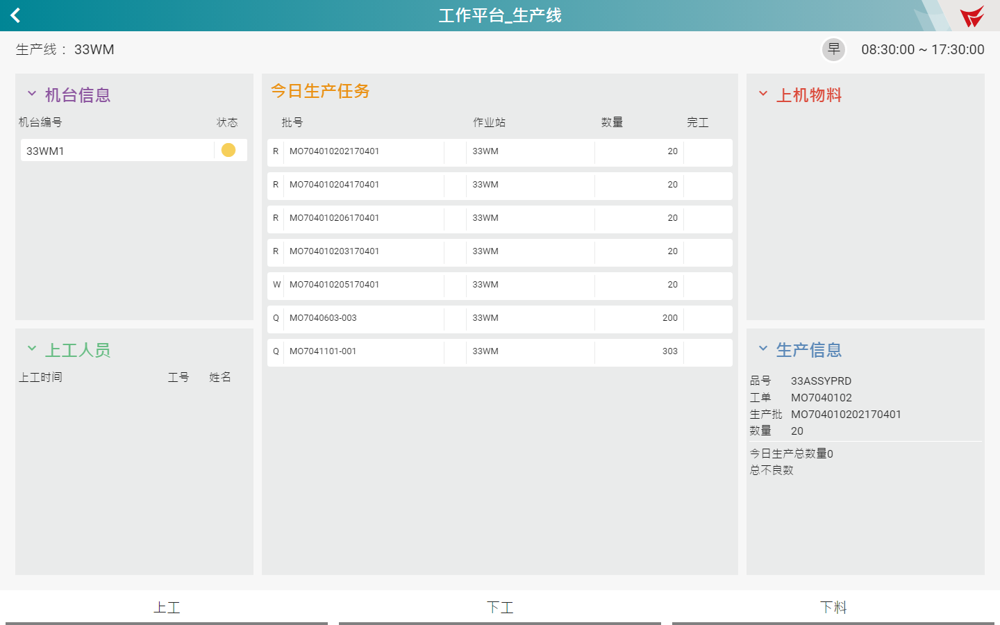 工作平台_生产线
生产线 : 33WM
早 08:30:00 ~ 17:30:00
机台信息
机台编号 状态
33WM1
上工人员
上工时间 工号 姓名
今日生产任务
批号 作业站 数量 完工
R MO704010202170401 33WM 20
R MO704010204170401 33WM 20
R MO704010206170401 33WM 20
R MO704010203170401 33WM 20
W MO704010205170401 33WM 20
Q MO7040603-003 33WM 200
Q MO7041101-001 33WM 303
上机物料
生产信息
品号 33ASSYPRD
工单 MO7040102
生产批 MO704010202170401
数量 20
今日生产总数量0
总不良数
上工 下工 下料